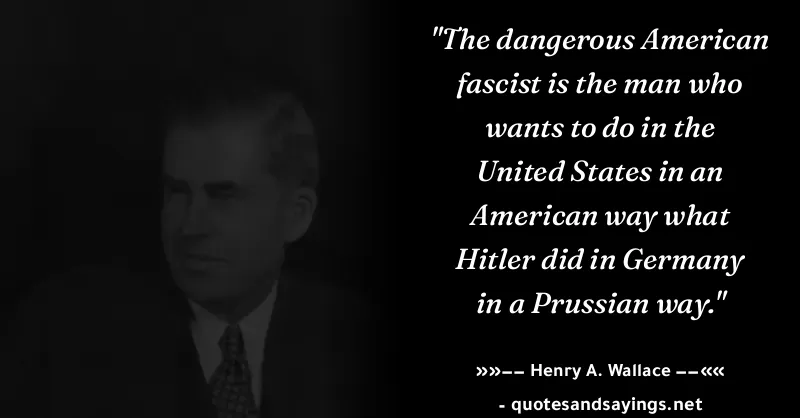 "The dangerous American
fascist is the man who
wants to do in the
United States in an
American way what
Hitler did in Germany
in a Prussian way."
»»−− Henry A. Wallace −−««
- quotesandsayings.net